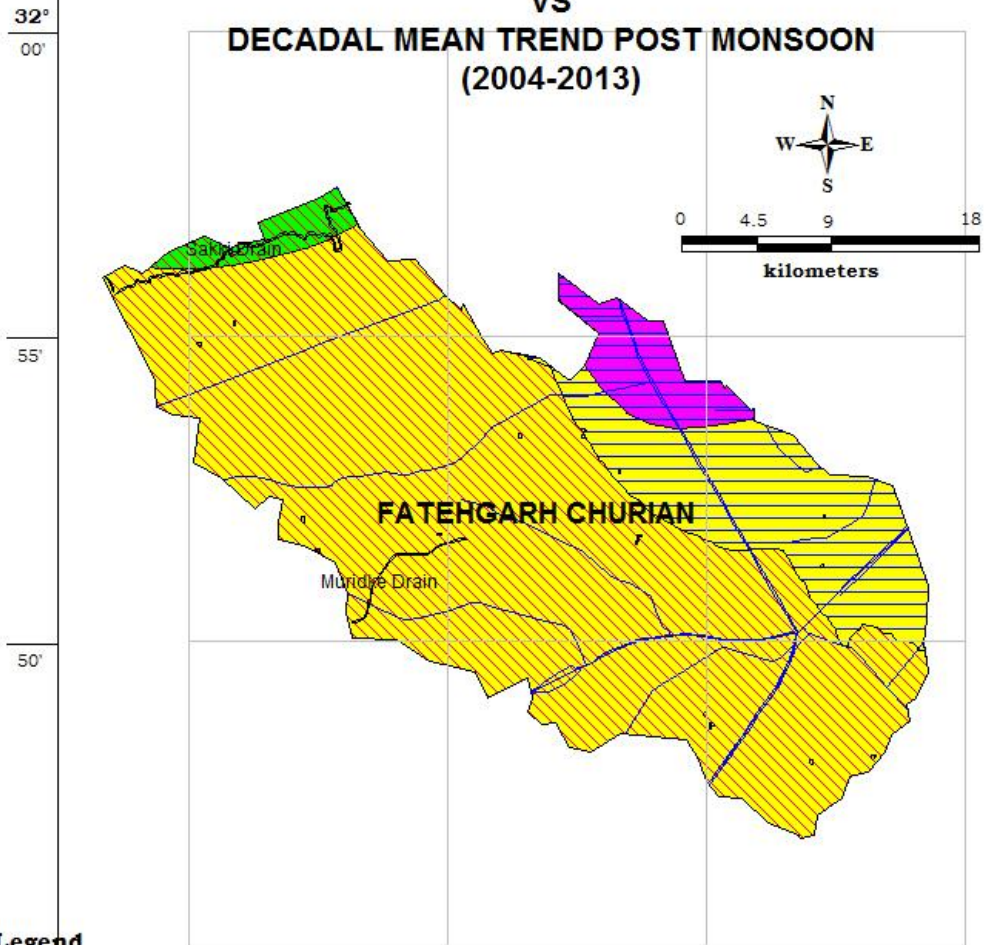 VS
32°
00'
DECADAL MEAN TREND POST MONSOON
(2004-2013)
N
W E
S
0 4.5 9 18
kilometers
Sakki Drain
55'
FATEHGARH CHURIAN
Muridke Drain
50'
Legend